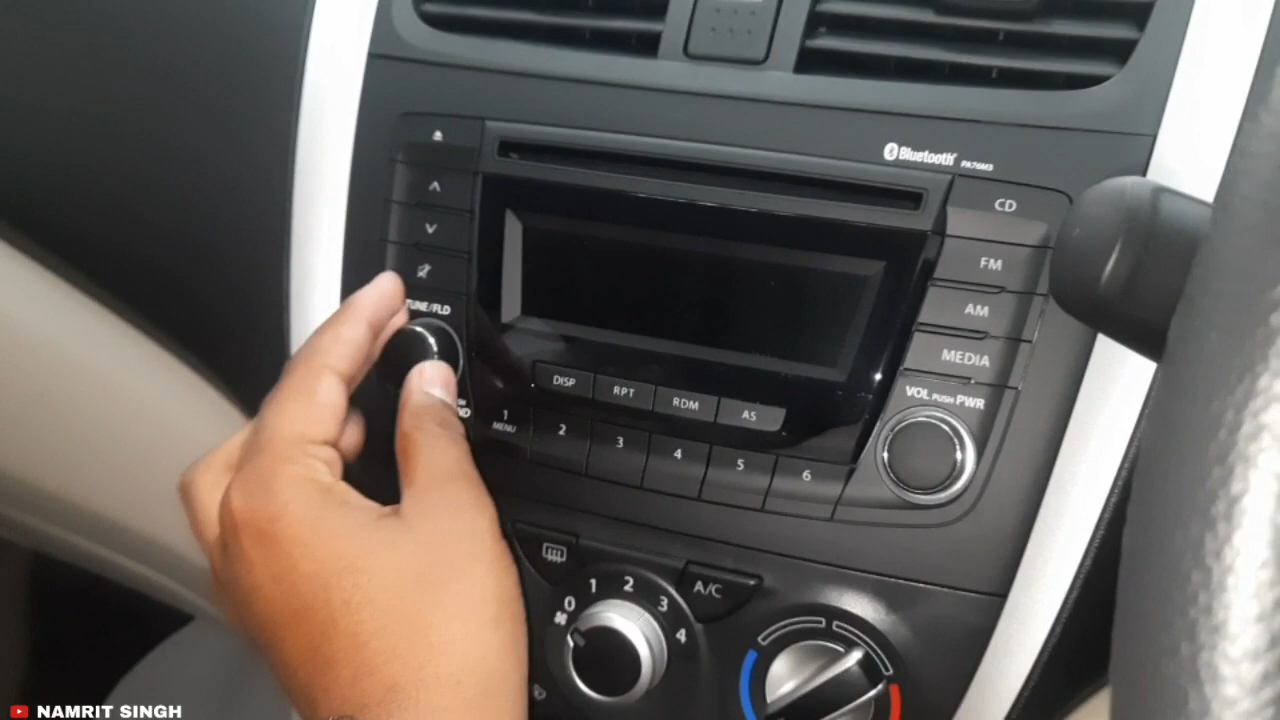 Bluetooth PA76M3
CD
FM
TUNE/FLD
AM
MEDIA
DISP
RPT
RDM
AS
VOL PUSH PWR
1
MENU
2
3
4
5
6
A/C
0
1
2
3
4
NAMRIT SINGH